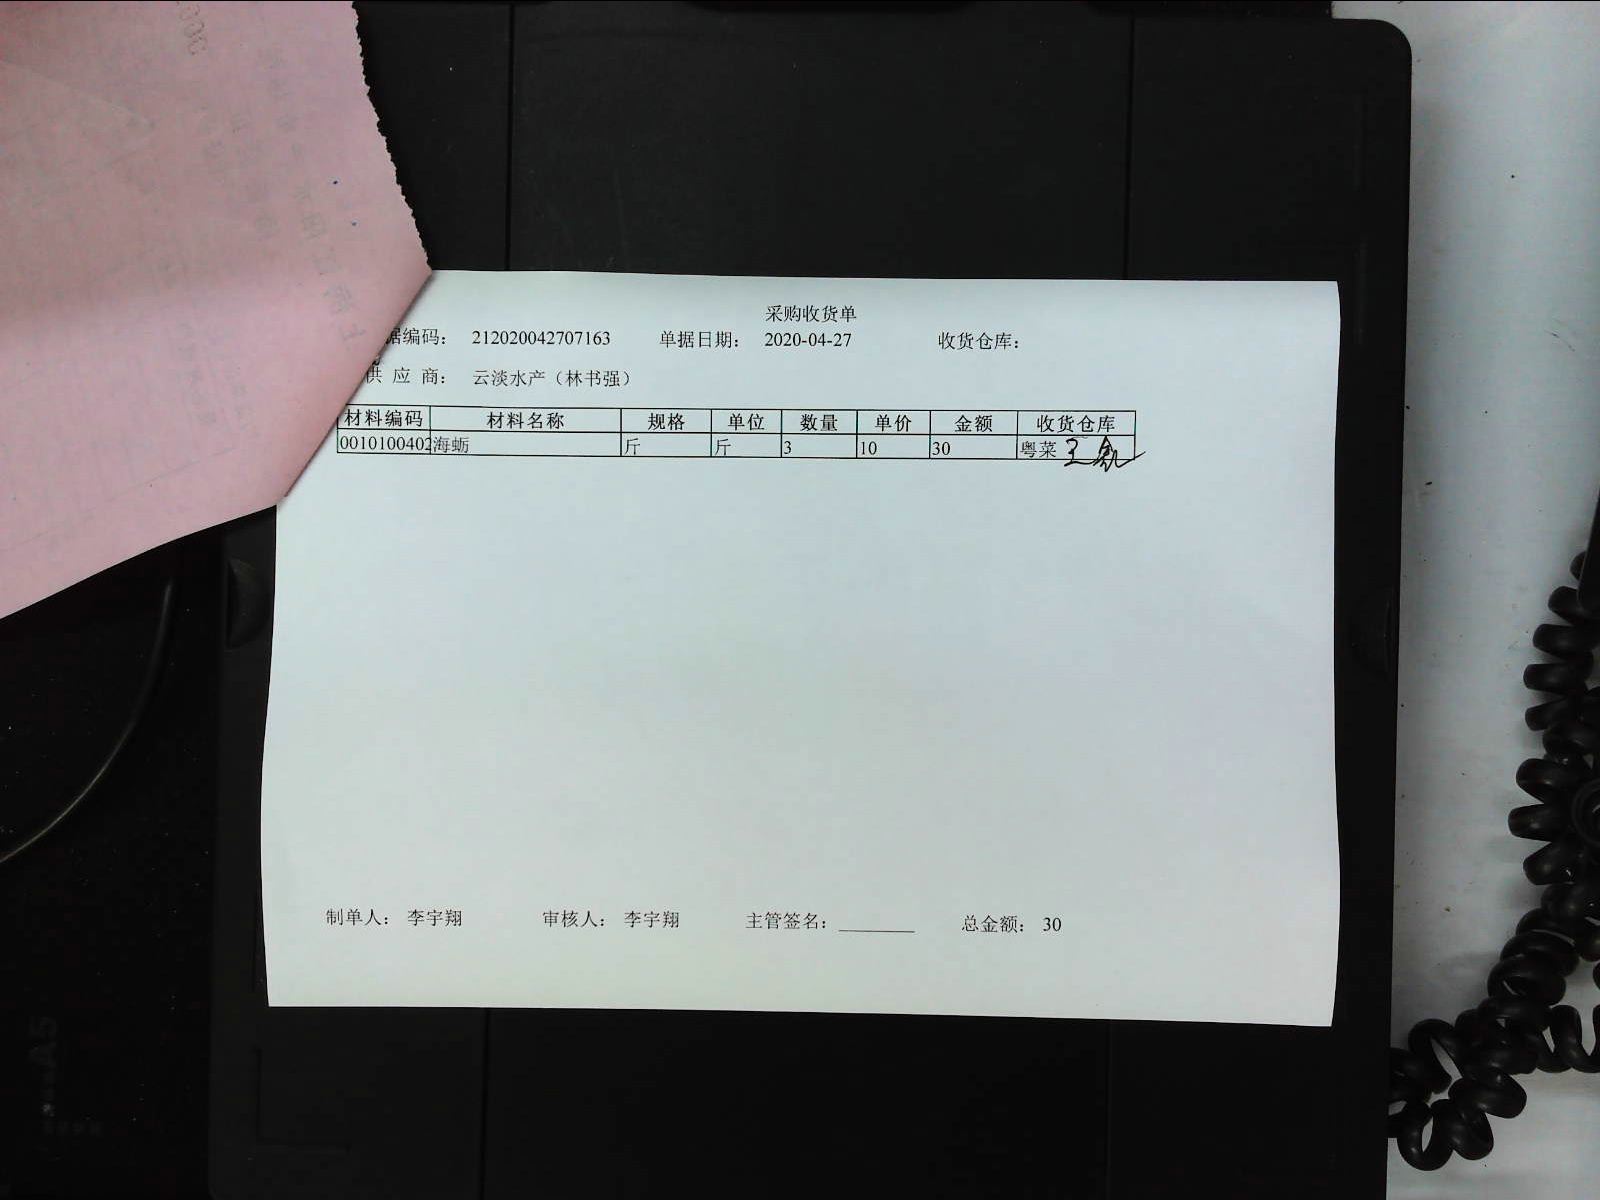 采购收货单
据编码： 212020042707163 单据日期： 2020-04-27 收货仓库：
供 应 商： 云淡水产（林书强）
材料编码 材料名称 规格 单位 数量 单价 金额 收货仓库
0010100402 海蛎 斤 斤 3 10 30 粤菜
制单人： 李宇翔 审核人： 李宇翔 主管签名：________ 总金额： 30
A5